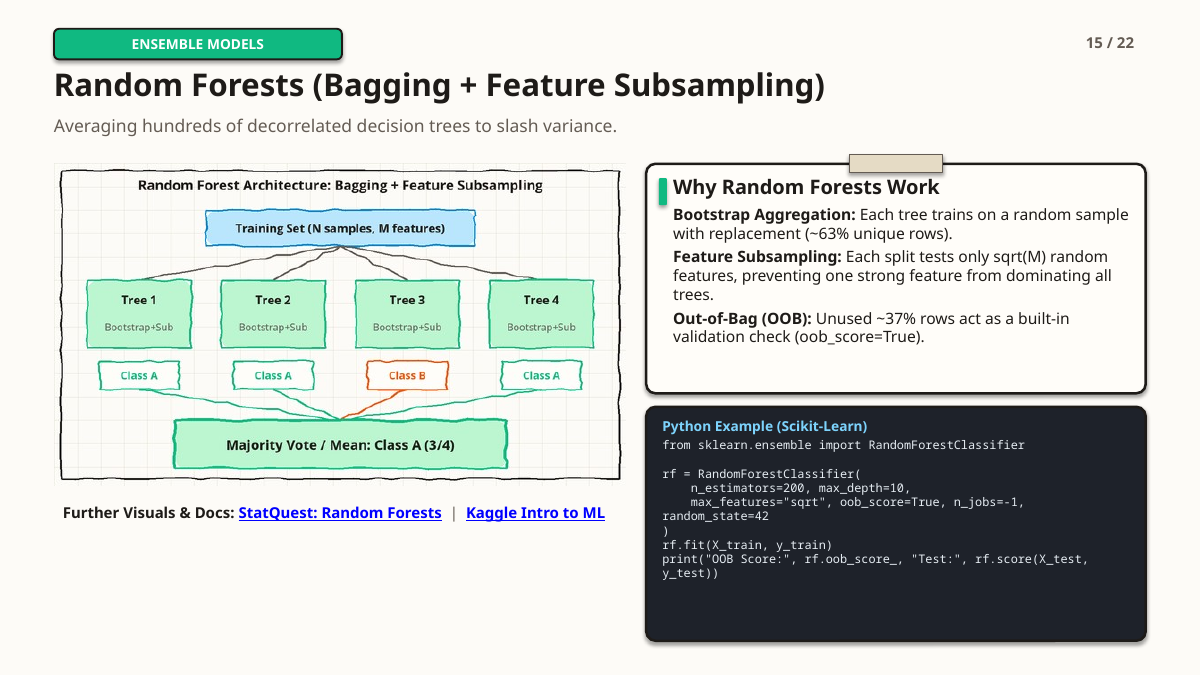 ENSEMBLE MODELS
15 / 22
Random Forests (Bagging + Feature Subsampling)
Averaging hundreds of decorrelated decision trees to slash variance.
Random Forest Architecture: Bagging + Feature Subsampling
Training Set (N samples, M features)
Tree 1
Bootstrap+Sub
Tree 2
Bootstrap+Sub
Tree 3
Bootstrap+Sub
Tree 4
Bootstrap+Sub
Class A
Class A
Class B
Class A
Majority Vote / Mean: Class A (3/4)
Further Visuals & Docs: StatQuest: Random Forests | Kaggle Intro to ML
Why Random Forests Work
Bootstrap Aggregation: Each tree trains on a random sample
with replacement (~63% unique rows).
Feature Subsampling: Each split tests only sqrt(M) random
features, preventing one strong feature from dominating all
trees.
Out-of-Bag (OOB): Unused ~37% rows act as a built-in
validation check (oob_score=True).
Python Example (Scikit-Learn)
from sklearn.ensemble import RandomForestClassifier
rf = RandomForestClassifier(
    n_estimators=200, max_depth=10,
    max_features="sqrt", oob_score=True, n_jobs=-1,
random_state=42
)
rf.fit(X_train, y_train)
print("OOB Score:", rf.oob_score_, "Test:", rf.score(X_test,
y_test))